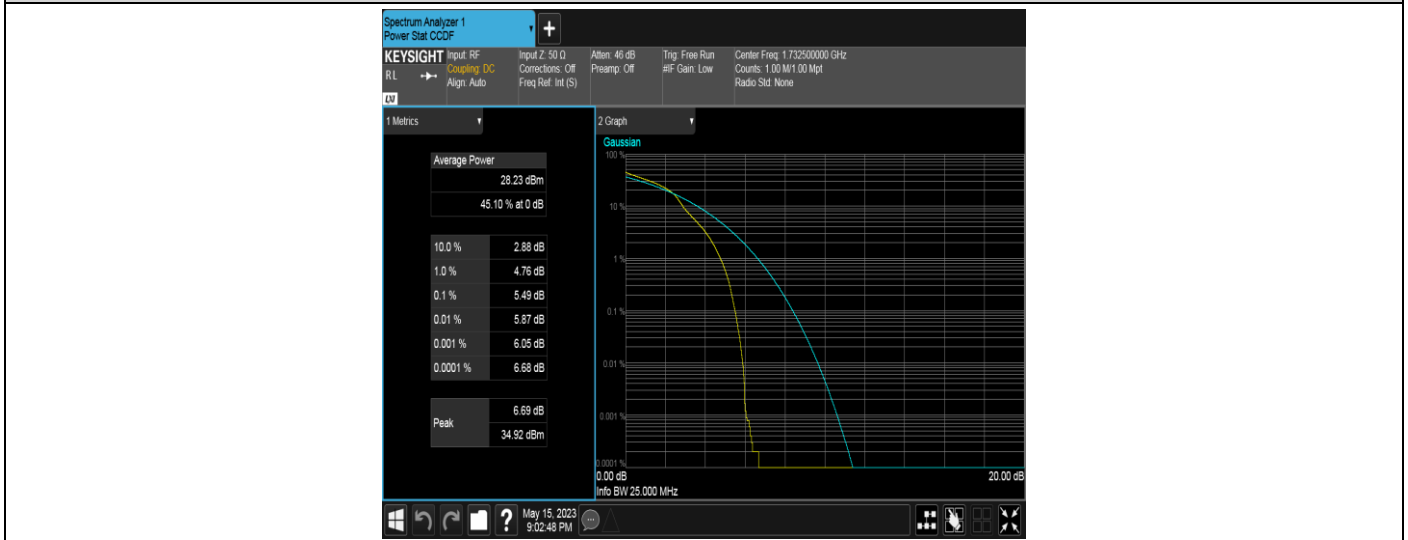 Spectrum Analyzer 1
Power Stat CCDF
+
KEYSIGHT Input: RF Input Z: 50 Ω Atten: 46 dB Trig: Free Run Center Freq: 1.732500000 GHz
RL Coupling: DC Corrections: Off Preamp: Off #IF Gain: Low Counts: 1.00 M/1.00 Mpt
Align: Auto Freq Ref: Int (S) Radio Std: None
LXI
1 Metrics
Average Power
28.23 dBm
45.10 % at 0 dB
10.0 % 2.88 dB
1.0 % 4.76 dB
0.1 % 5.49 dB
0.01 % 5.87 dB
0.001 % 6.05 dB
0.0001 % 6.68 dB
Peak 6.69 dB
34.92 dBm
2 Graph
Gaussian
100 %
10 %
1 %
0.1 %
0.01 %
0.001 %
0.0001 %
0.00 dB 20.00 dB
Info BW 25.000 MHz
? May 15, 2023
9:02:48 PM